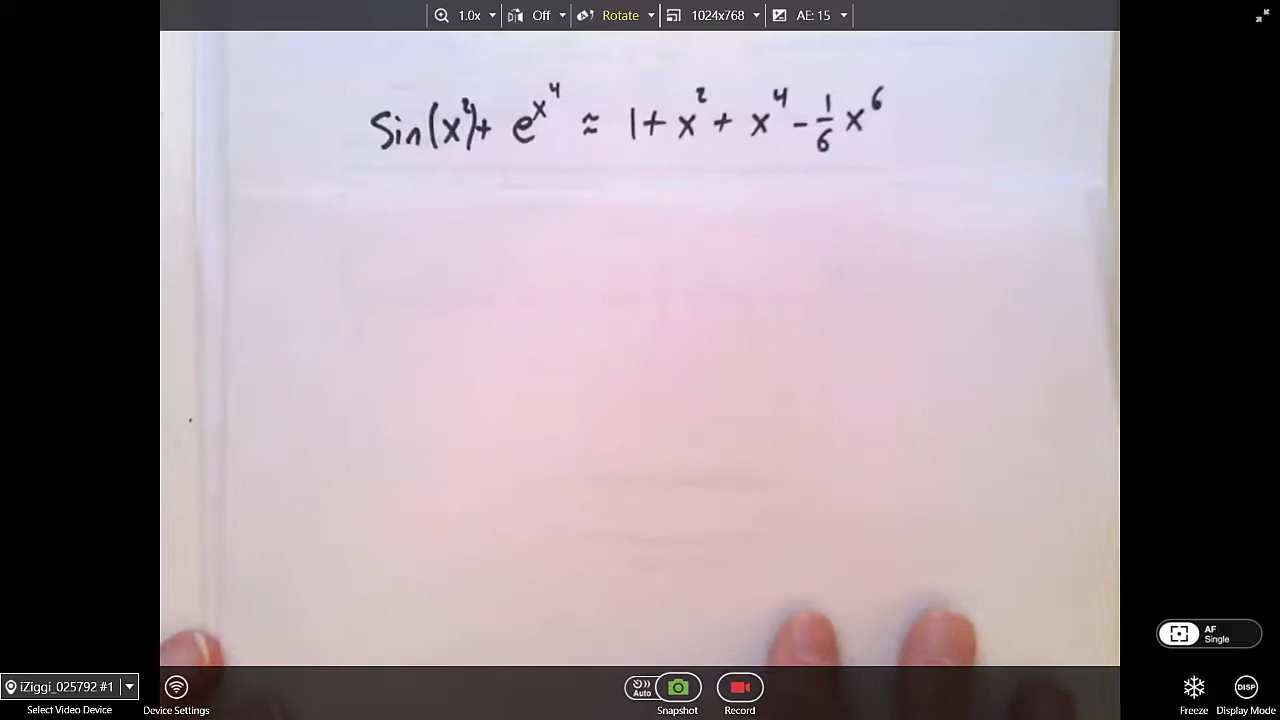 1.0x Off Rotate 1024x768 AE: 15
sin(x²) + e^x⁴ ≈ 1 + x² + x⁴ - 1/6 x⁶
AF
Single
iZiggi_025792 #1
Select Video Device
Device Settings
Auto
Snapshot
Record
Freeze
DISP
Display Mode